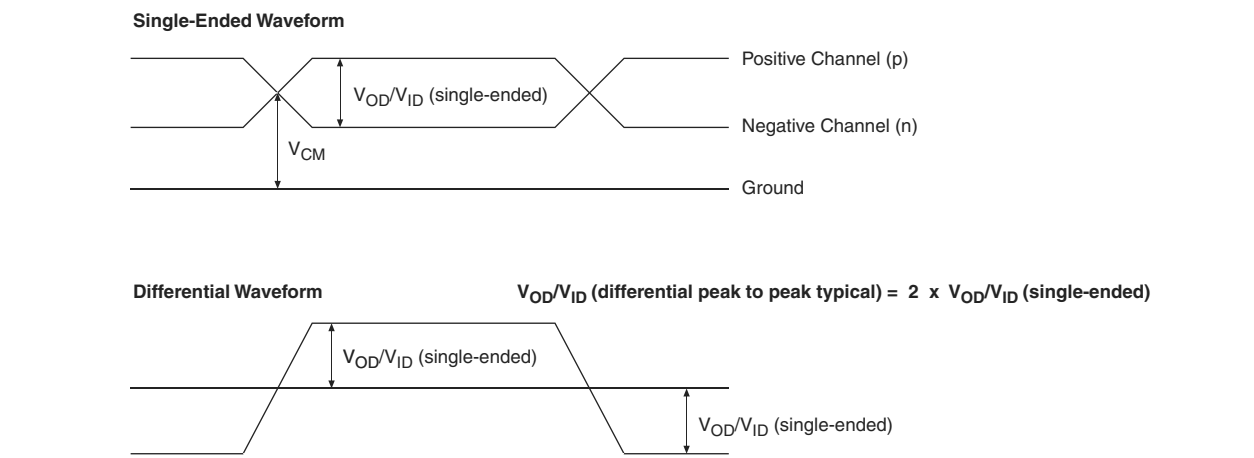 Single-Ended Waveform
Positive Channel (p)
VOD/VID (single-ended)
Negative Channel (n)
VCM
Ground
Differential Waveform
VOD/VID (differential peak to peak typical) = 2 x VOD/VID (single-ended)
VOD/VID (single-ended)
VOD/VID (single-ended)